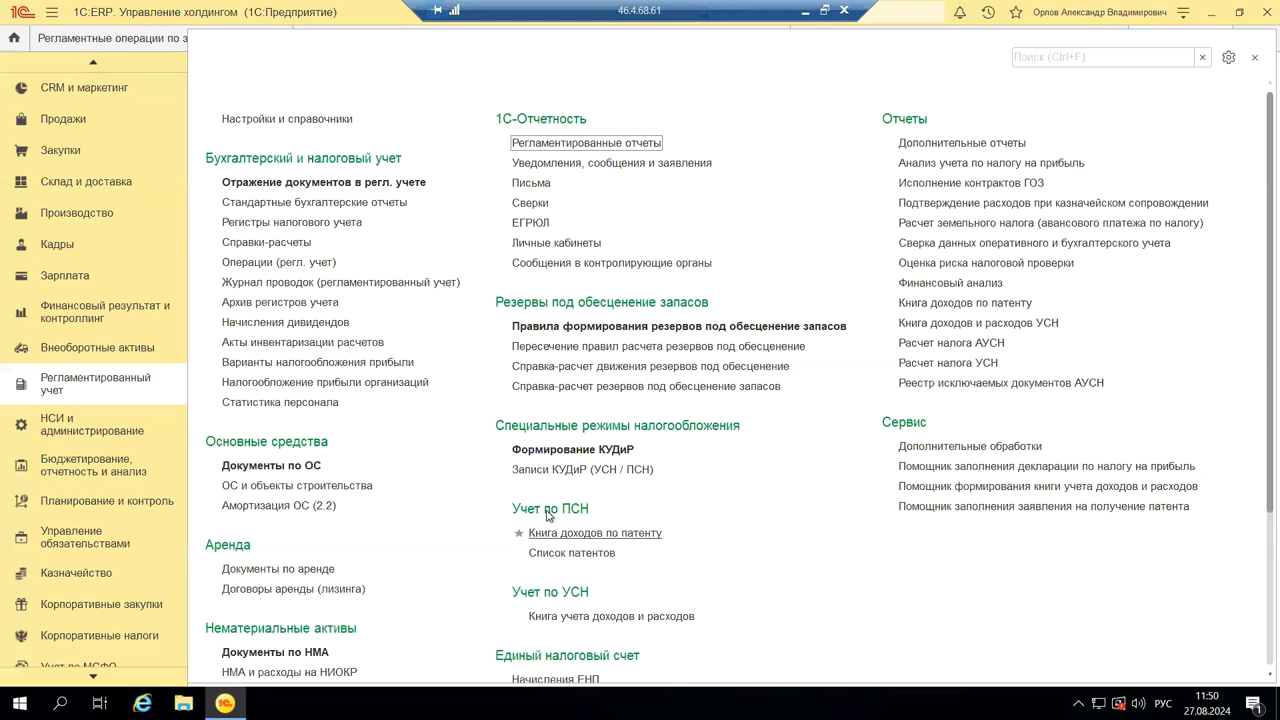 1С:ERP. Управление холдингом (1С:Предприятие)
46.4.68.61
Орлов Александр Владимирович
Регламентные операции по з
Поиск (Ctrl+F)
CRM и маркетинг
Продажи
Закупки
Склад и доставка
Производство
Кадры
Зарплата
Финансовый результат и
контроллинг
Внеоборотные активы
Регламентированный
учет
НСИ и
администрирование
Бюджетирование,
отчетность и анализ
Планирование и контроль
Управление
обязательствами
Казначейство
Корпоративные закупки
Корпоративные налоги
Учет по МСФО
Настройки и справочники
Бухгалтерский и налоговый учет
Отражение документов в регл. учете
Стандартные бухгалтерские отчеты
Регистры налогового учета
Справки-расчеты
Операции (регл. учет)
Журнал проводок (регламентированный учет)
Архив регистров учета
Начисления дивидендов
Акты инвентаризации расчетов
Варианты налогообложения прибыли
Налогообложение прибыли организаций
Статистика персонала
Основные средства
Документы по ОС
ОС и объекты строительства
Амортизация ОС (2.2)
Аренда
Документы по аренде
Договоры аренды (лизинга)
Нематериальные активы
Документы по НМА
НМА и расходы на НИОКР
1С-Отчетность
Регламентированные отчеты
Уведомления, сообщения и заявления
Письма
Сверки
ЕГРЮЛ
Личные кабинеты
Сообщения в контролирующие органы
Резервы под обесценение запасов
Правила формирования резервов под обесценение запасов
Пересечение правил расчета резервов под обесценение
Справка-расчет движения резервов под обесценение
Справка-расчет резервов под обесценение запасов
Специальные режимы налогообложения
Формирование КУДиР
Записи КУДиР (УСН / ПСН)
Учет по ПСН
Книга доходов по патенту
Список патентов
Учет по УСН
Книга учета доходов и расходов
Единый налоговый счет
Начисления ЕНП
Отчеты
Дополнительные отчеты
Анализ учета по налогу на прибыль
Исполнение контрактов ГОЗ
Подтверждение расходов при казначейском сопровождении
Расчет земельного налога (авансового платежа по налогу)
Сверка данных оперативного и бухгалтерского учета
Оценка риска налоговой проверки
Финансовый анализ
Книга доходов по патенту
Книга доходов и расходов УСН
Расчет налога АУСН
Расчет налога УСН
Реестр исключаемых документов АУСН
Сервис
Дополнительные обработки
Помощник заполнения декларации по налогу на прибыль
Помощник формирования книги учета доходов и расходов
Помощник заполнения заявления на получение патента
РУС
11:50
27.08.2024
1